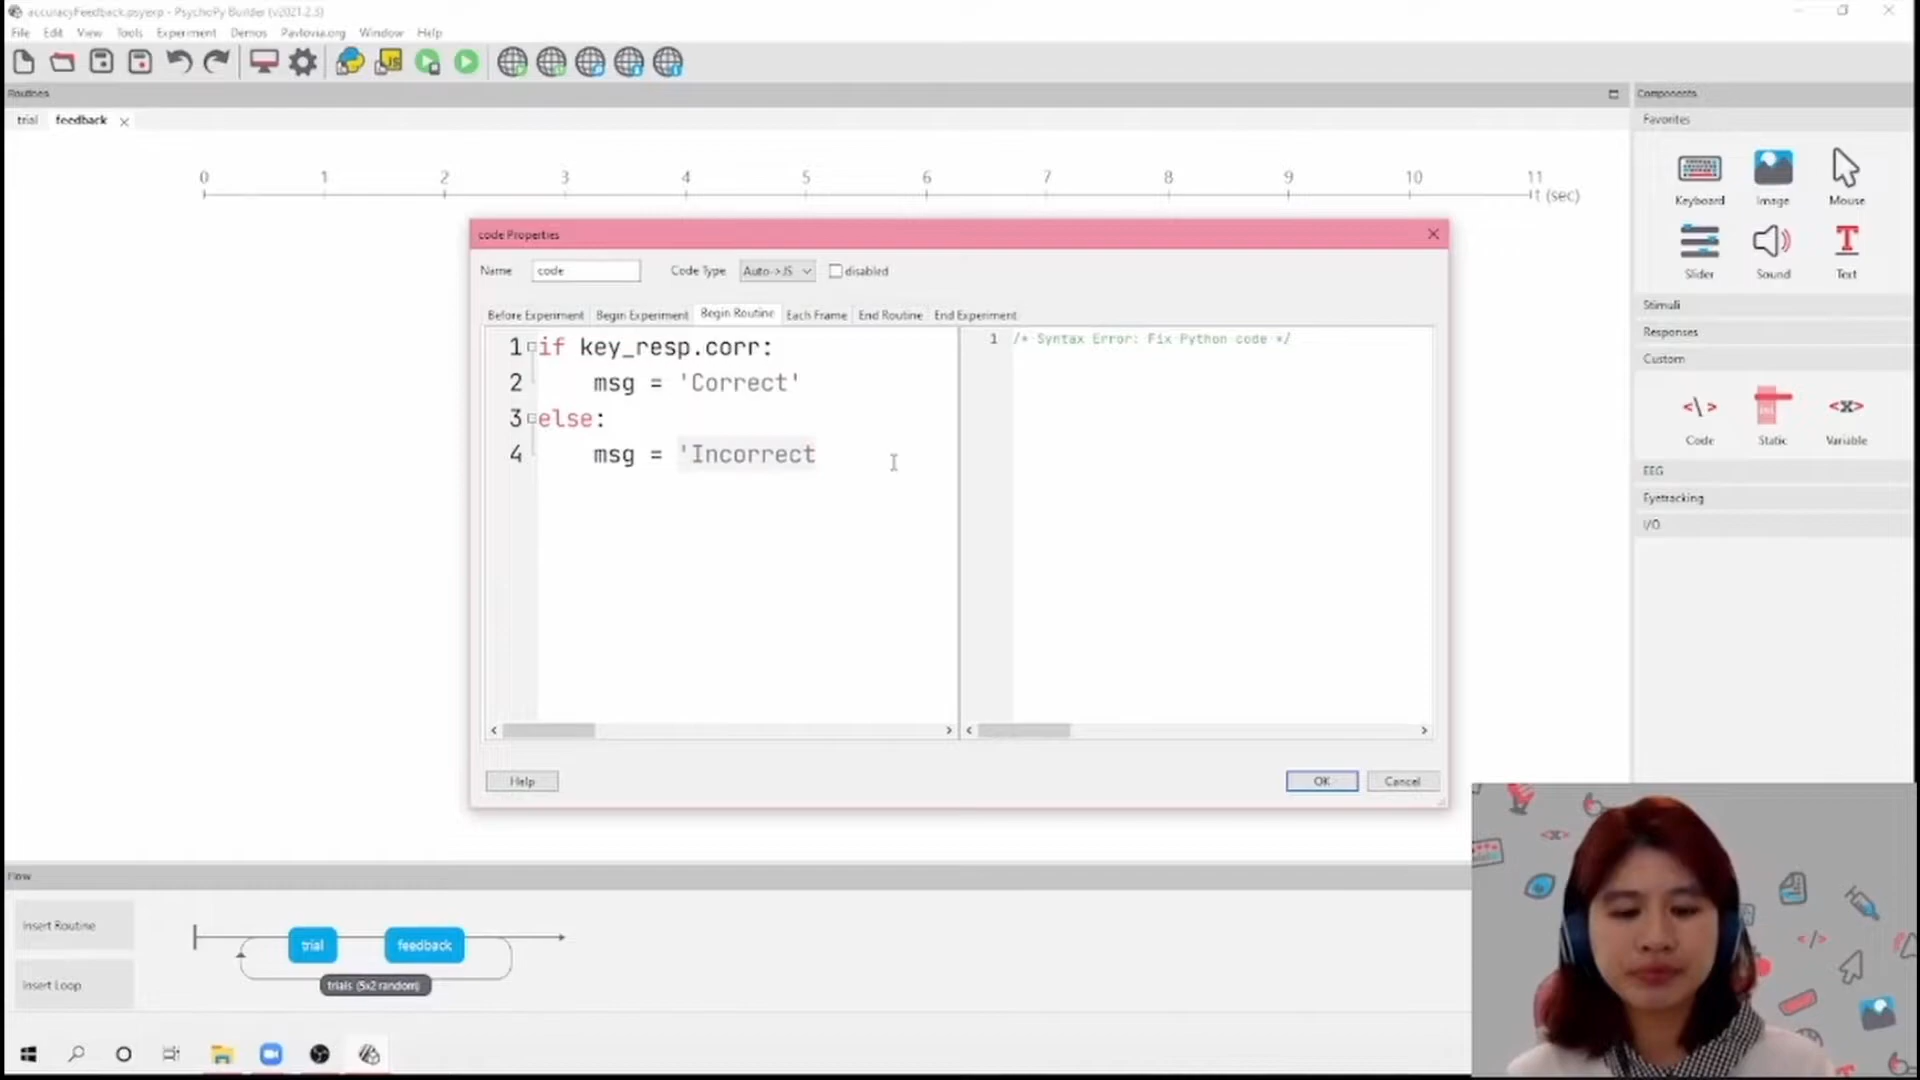 accuracyFeedback.psyexp - PsychoPy Builder (v2021.2.3)
File Edit View Tools Experiment Demos Pavlovia.org Window Help
JS
Routines
trial feedback
0 1 2 3 4 5 6 7 8 9 10 11
t (sec)
code Properties
Name code Code Type Auto->JS disabled
Before Experiment Begin Experiment Begin Routine Each Frame End Routine End Experiment
1 if key_resp.corr:
2 msg = 'Correct'
3 else:
4 msg = 'Incorrect
1 /* Syntax Error: Fix Python code */
Help OK Cancel
Components
Favorites
Keyboard Image Mouse
Slider Sound Text
Stimuli
Responses
Custom
Code Static Variable
EEG
Eyetracking
I/O
Flow
Insert Routine
Insert Loop
trial feedback
trials (5x2 random)